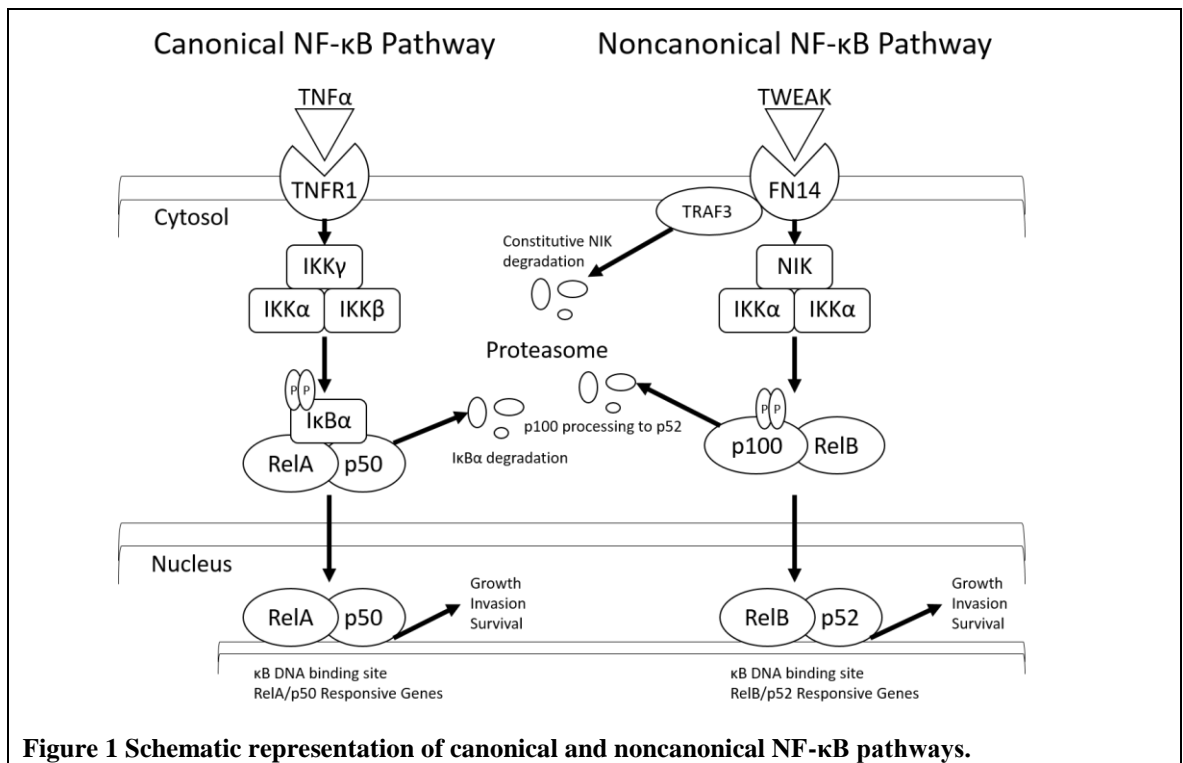 Canonical NF-κB Pathway
Noncanonical NF-κB Pathway
TNFα
TWEAK
TNFR1
FN14
Cytosol
TRAF3
Constitutive NIK
degradation
IKKγ
NIK
IKKα
IKKβ
IKKα
IKKα
Proteasome
P P
P P
IκBα
p100 processing to p52
p100
RelB
RelA
p50
IκBα degradation
Nucleus
Growth
Invasion
Survival
Growth
Invasion
Survival
RelA
p50
RelB
p52
κB DNA binding site
RelA/p50 Responsive Genes
κB DNA binding site
RelB/p52 Responsive Genes
Figure 1 Schematic representation of canonical and noncanonical NF-κB pathways.